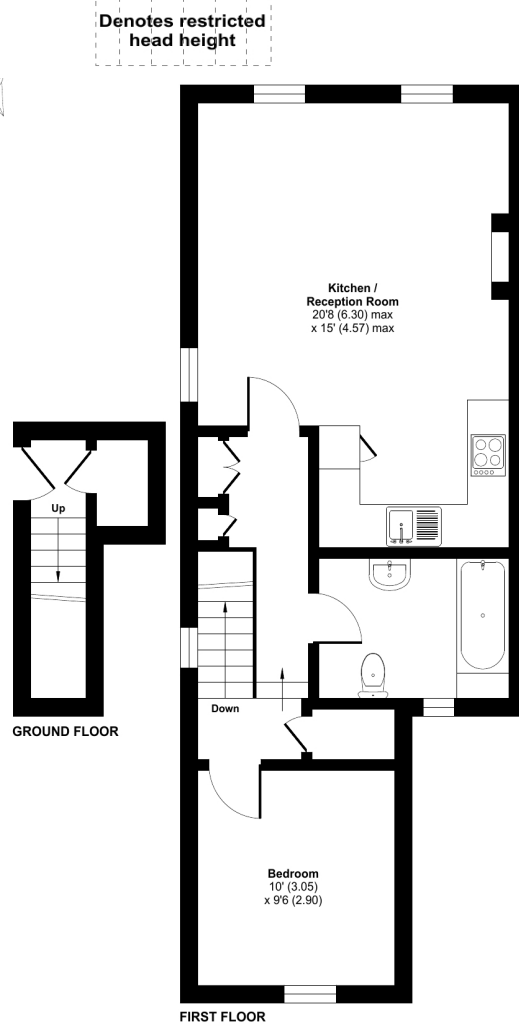 Denotes restricted
head height
Kitchen /
Reception Room
20'8 (6.30) max
x 15' (4.57) max
Up
GROUND FLOOR
Down
Bedroom
10' (3.05)
x 9'6 (2.90)
FIRST FLOOR